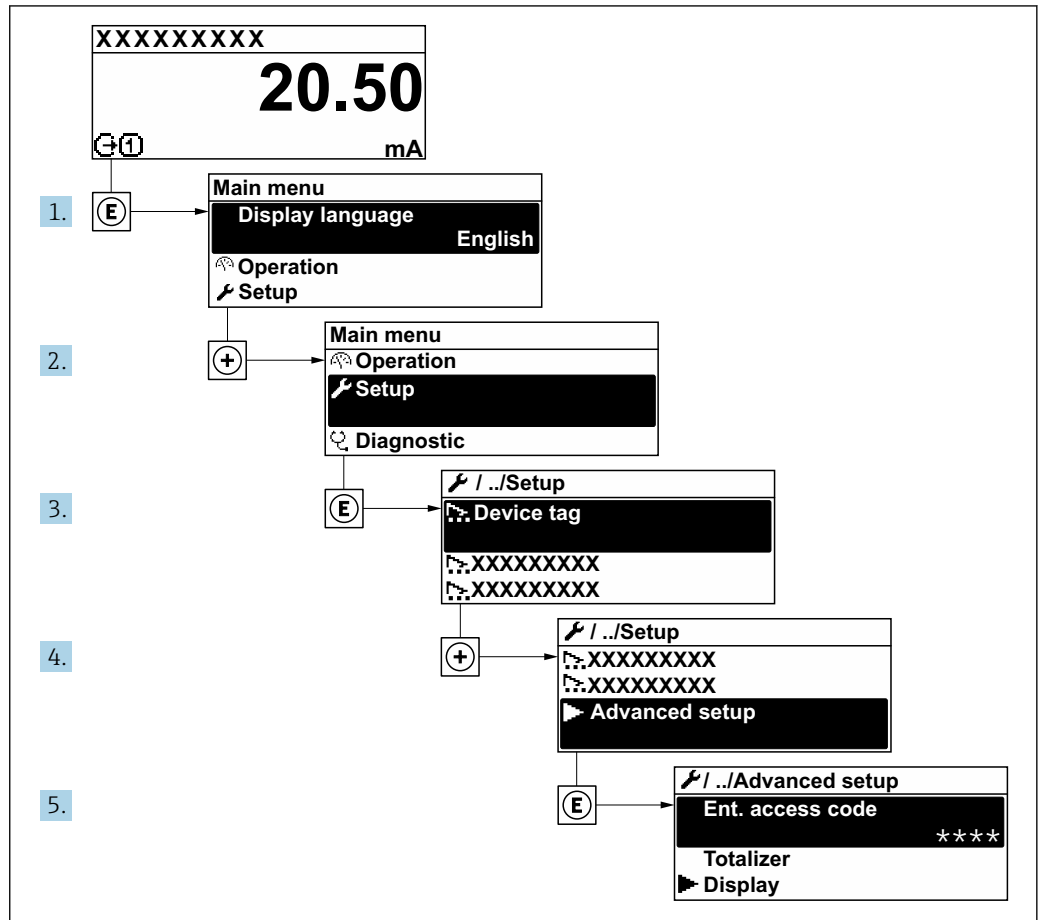 XXXXXXXXX
20.50
1 mA
1. E
Main menu
Display language
English
Operation
Setup
2. +
Main menu
Operation
Setup
Diagnostic
3. E
/ ../Setup
Device tag
XXXXXXXXX
XXXXXXXXX
4. +
/ ../Setup
XXXXXXXXX
XXXXXXXXX
Advanced setup
5. E
/ ../Advanced setup
Ent. access code
****
Totalizer
Display